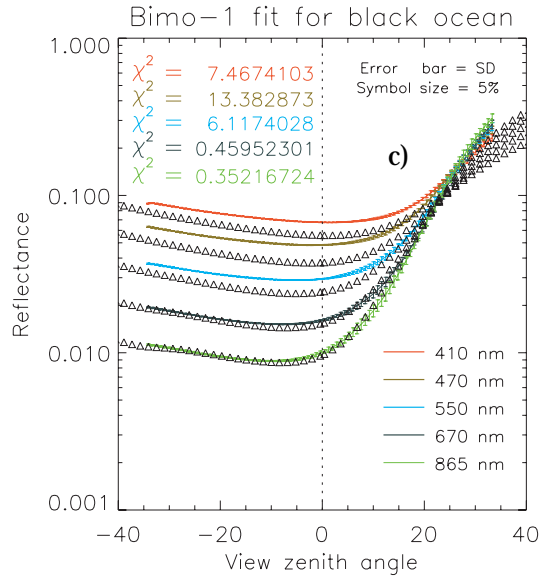 Bimo-1 fit for black ocean
1.000
χ² = 7.4674103
χ² = 13.382873
χ² = 6.1174028
χ² = 0.45952301
χ² = 0.35216724
Error bar = SD
Symbol size = 5%
c)
0.100
Reflectance
0.010
410 nm
470 nm
550 nm
670 nm
865 nm
0.001
-40 -20 0 20 40
View zenith angle